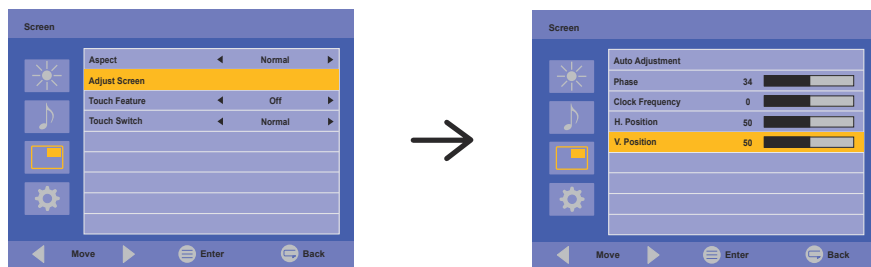 Screen
Aspect Normal
Adjust Screen
Touch Feature Off
Touch Switch Normal
Move Enter Back
Screen
Auto Adjustment
Phase 34
Clock Frequency 0
H. Position 50
V. Position 50
Move Enter Back